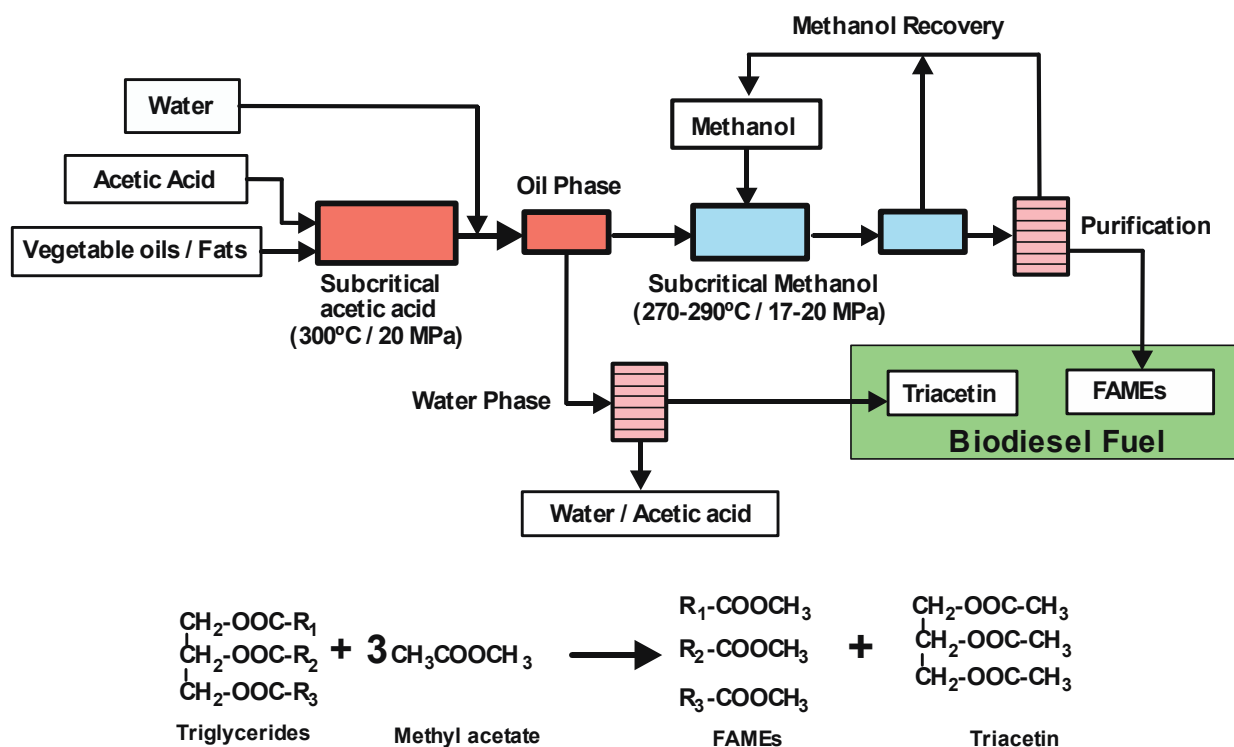 Methanol Recovery
Water
Methanol
Acetic Acid
Oil Phase
Vegetable oils / Fats
Purification
Subcritical
acetic acid
(300ºC / 20 MPa)
Subcritical Methanol
(270-290ºC / 17-20 MPa)
Water Phase
Triacetin
FAMEs
Biodiesel Fuel
Water / Acetic acid
CH₂-OOC-R₁
CH₂-OOC-R₂
CH₂-OOC-R₃
+
3 CH₃COOCH₃
R₁-COOCH₃
R₂-COOCH₃
R₃-COOCH₃
+
CH₂-OOC-CH₃
CH₂-OOC-CH₃
CH₂-OOC-CH₃
Triglycerides
Methyl acetate
FAMEs
Triacetin